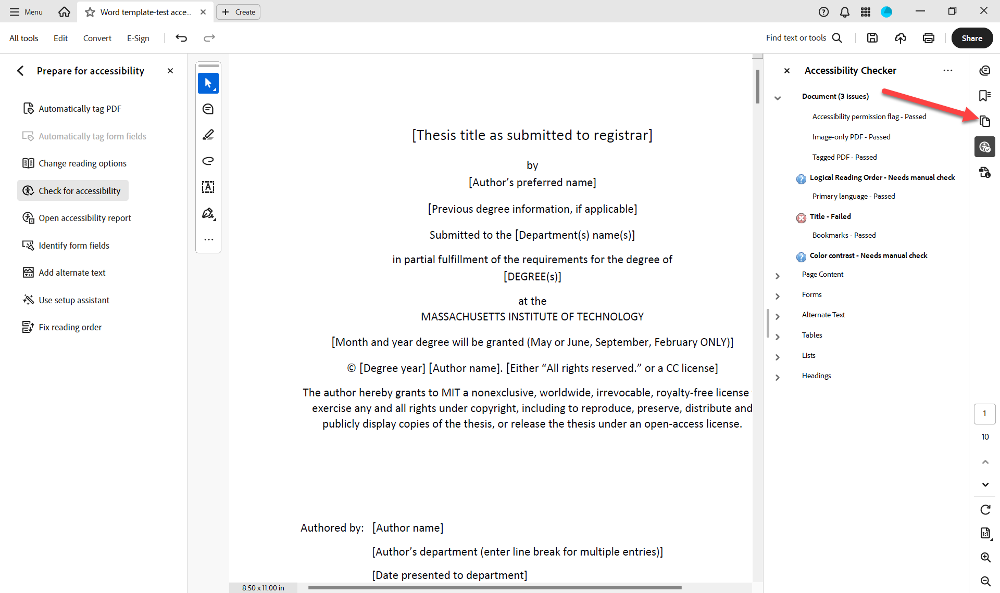 Menu
Word template-test acce...
Create
All tools
Edit
Convert
E-Sign
Find text or tools
Share
Prepare for accessibility
Automatically tag PDF
Automatically tag form fields
Change reading options
Check for accessibility
Open accessibility report
Identify form fields
Add alternate text
Use setup assistant
Fix reading order
[Thesis title as submitted to registrar]
by
[Author’s preferred name]
[Previous degree information, if applicable]
Submitted to the [Department(s) name(s)]
in partial fulfillment of the requirements for the degree of
[DEGREE(s)]
at the
MASSACHUSETTS INSTITUTE OF TECHNOLOGY
[Month and year degree will be granted (May or June, September, February ONLY)]
© [Degree year] [Author name]. [Either “All rights reserved.” or a CC license]
The author hereby grants to MIT a nonexclusive, worldwide, irrevocable, royalty-free license
exercise any and all rights under copyright, including to reproduce, preserve, distribute and
publicly display copies of the thesis, or release the thesis under an open-access license.
Authored by: [Author name]
[Author’s department (enter line break for multiple entries)]
[Date presented to department]
8.50 x 11.00 in
Accessibility Checker
Document (3 issues)
Accessibility permission flag - Passed
Image-only PDF - Passed
Tagged PDF - Passed
Logical Reading Order - Needs manual check
Primary language - Passed
Title - Failed
Bookmarks - Passed
Color contrast - Needs manual check
Page Content
Forms
Alternate Text
Tables
Lists
Headings
1
10